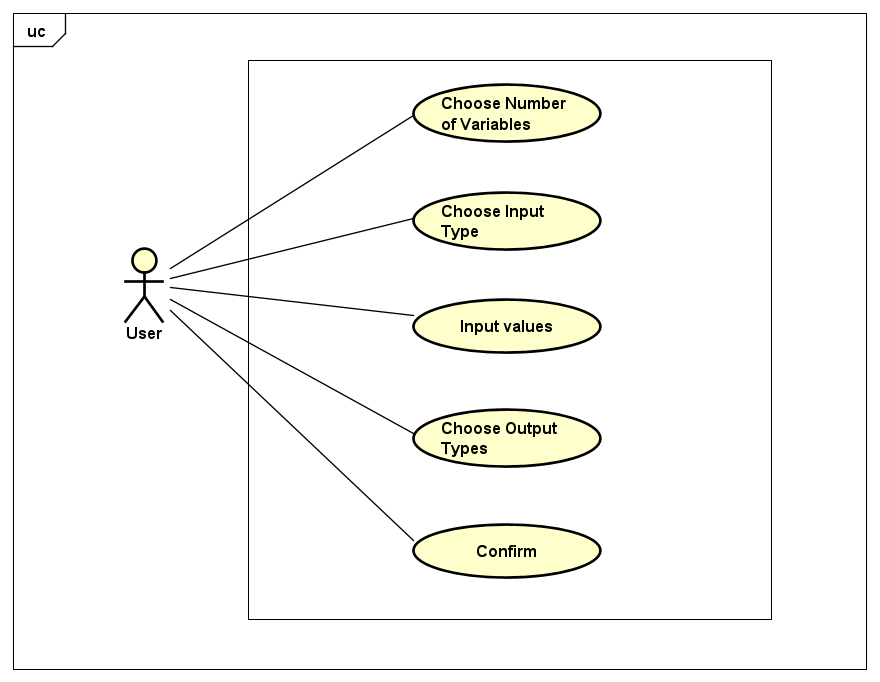 uc
Choose Number
of Variables
Choose Input
Type
User
Input values
Choose Output
Types
Confirm